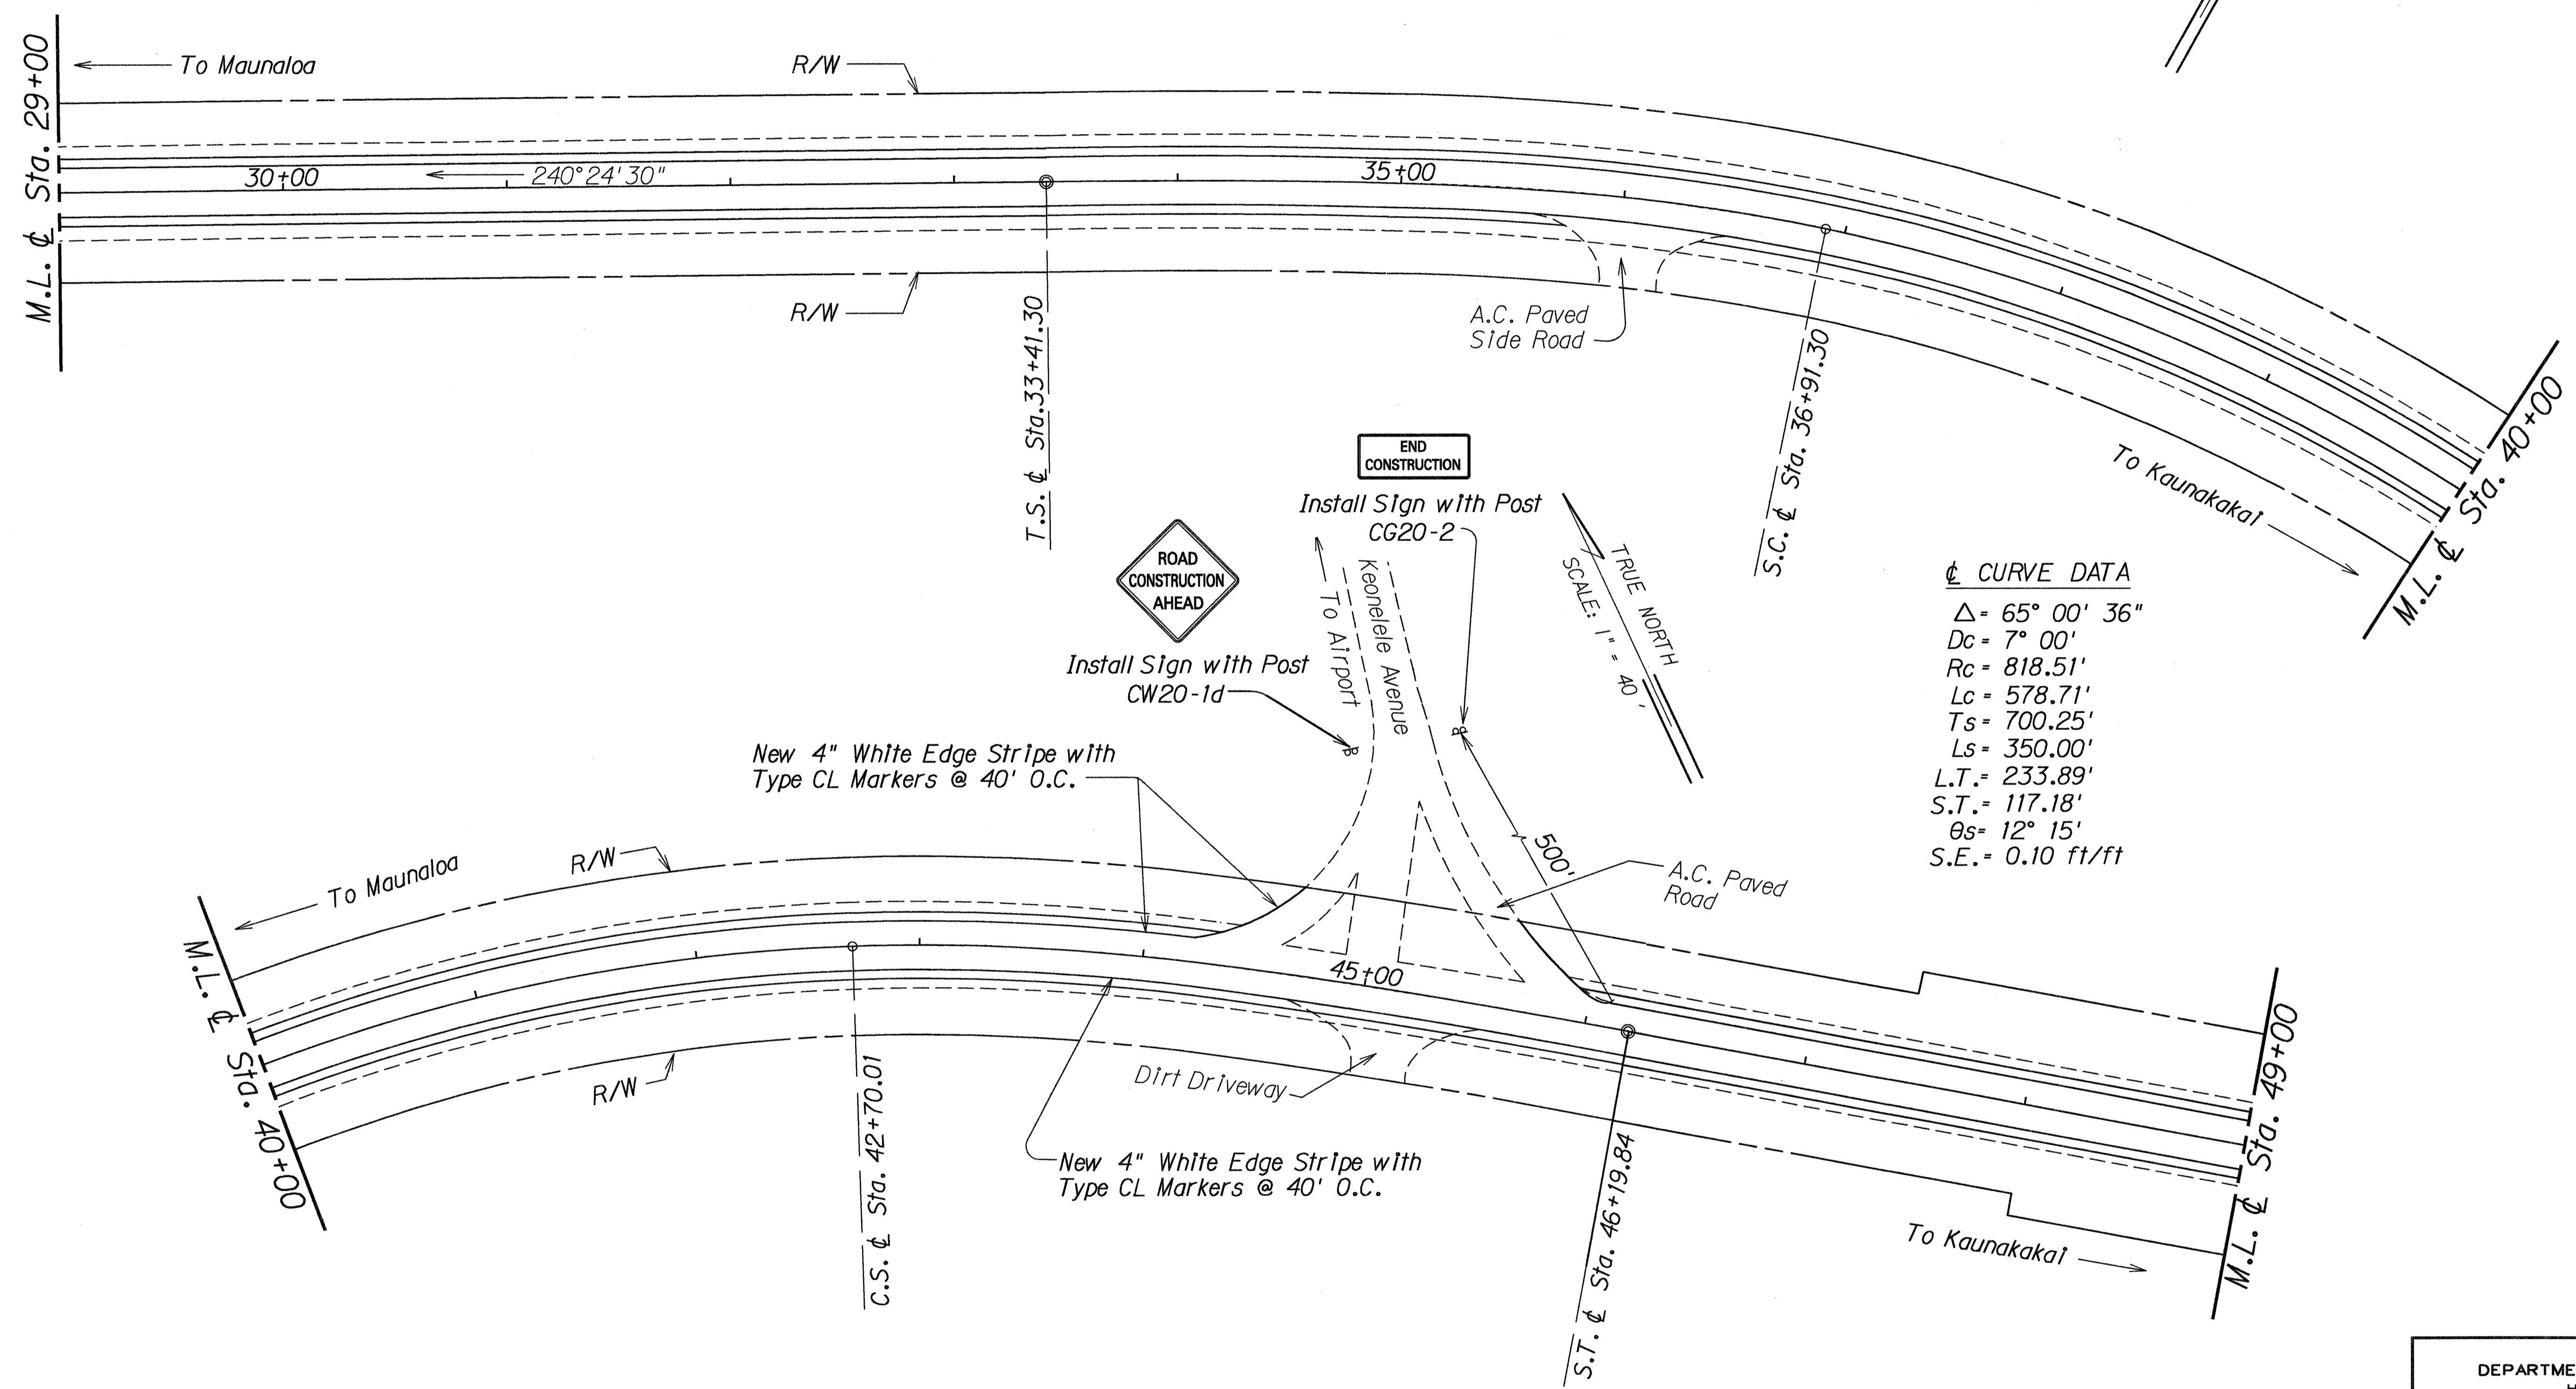 M.L. ℄ Sta. 29+00
To Maunaloa
R/W
30+00
240°24'30"
35+00
R/W
T.S. ℄ Sta.33+41.30
A.C. Paved
Side Road
S.C. ℄ Sta. 36+91.30
To Kaunakakai
M.L. ℄ Sta. 40+00
END
CONSTRUCTION
Install Sign with Post
CG20-2
ROAD
CONSTRUCTION
AHEAD
Install Sign with Post
CW20-1d
To Airport
Keonelele Avenue
TRUE NORTH
SCALE: 1" = 40'
℄ CURVE DATA
Δ= 65° 00' 36"
Dc= 7° 00'
Rc= 818.51'
Lc= 578.71'
Ts= 700.25'
Ls= 350.00'
L.T.= 233.89'
S.T.= 117.18'
θs= 12° 15'
S.E.= 0.10 ft/ft
New 4" White Edge Stripe with
Type CL Markers @ 40' O.C.
500'
A.C. Paved
Road
To Maunaloa
R/W
M.L. ℄ Sta. 40+00
45+00
R/W
Dirt Driveway
C.S. ℄ Sta. 42+70.01
New 4" White Edge Stripe with
Type CL Markers @ 40' O.C.
S.T. ℄ Sta. 46+19.84
To Kaunakakai
M.L. ℄ Sta. 49+00